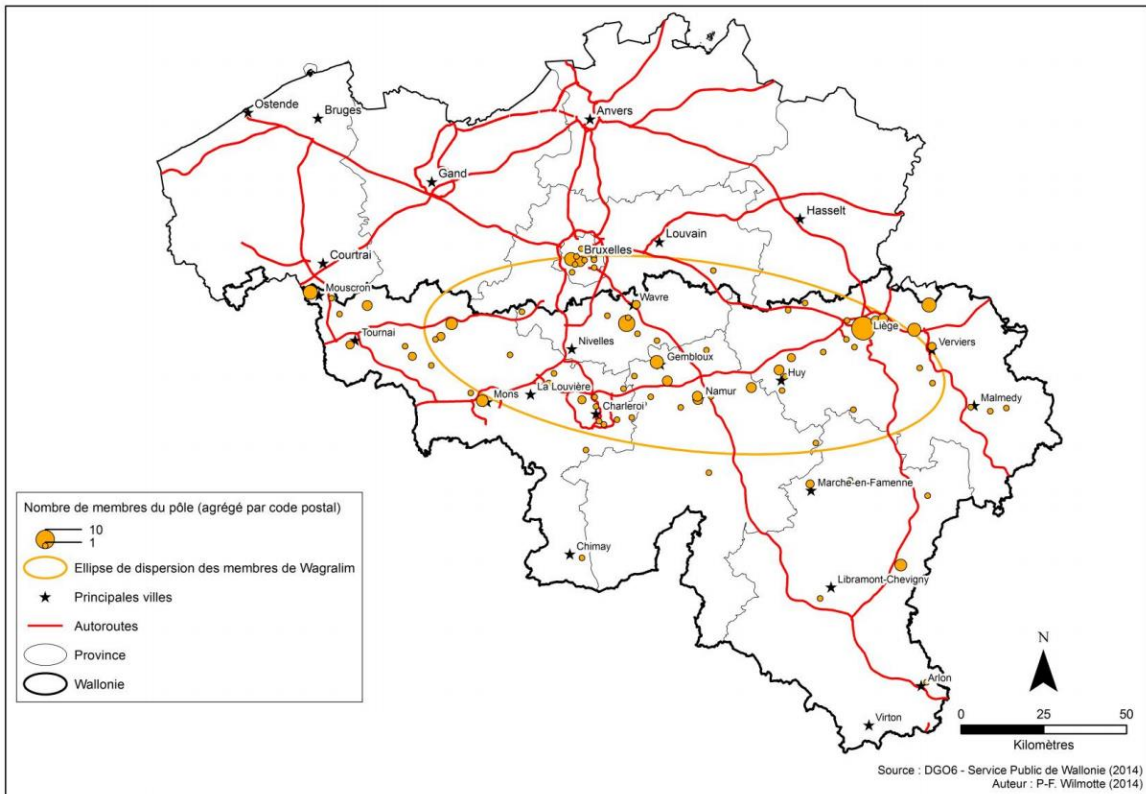 Ostende
Bruges
Anvers
Gand
Hasselt
Louvain
Bruxelles
Courtrai
Mouscron
Wavre
Tournai
Liège
Nivelles
Verviers
Gembloux
Huy
La Louvière
Mons
Namur
Charleroi
Malmedy
Marche-en-Famenne
Chimay
Libramont-Chevigny
Arlon
Virton
Nombre de membres du pôle (agrégé par code postal)
10
1
Ellipse de dispersion des membres de Wagralim
Principales villes
Autoroutes
Province
Wallonie
N
0 25 50
Kilomètres
Source : DGO6 - Service Public de Wallonie (2014)
Auteur : P-F. Wilmotte (2014)